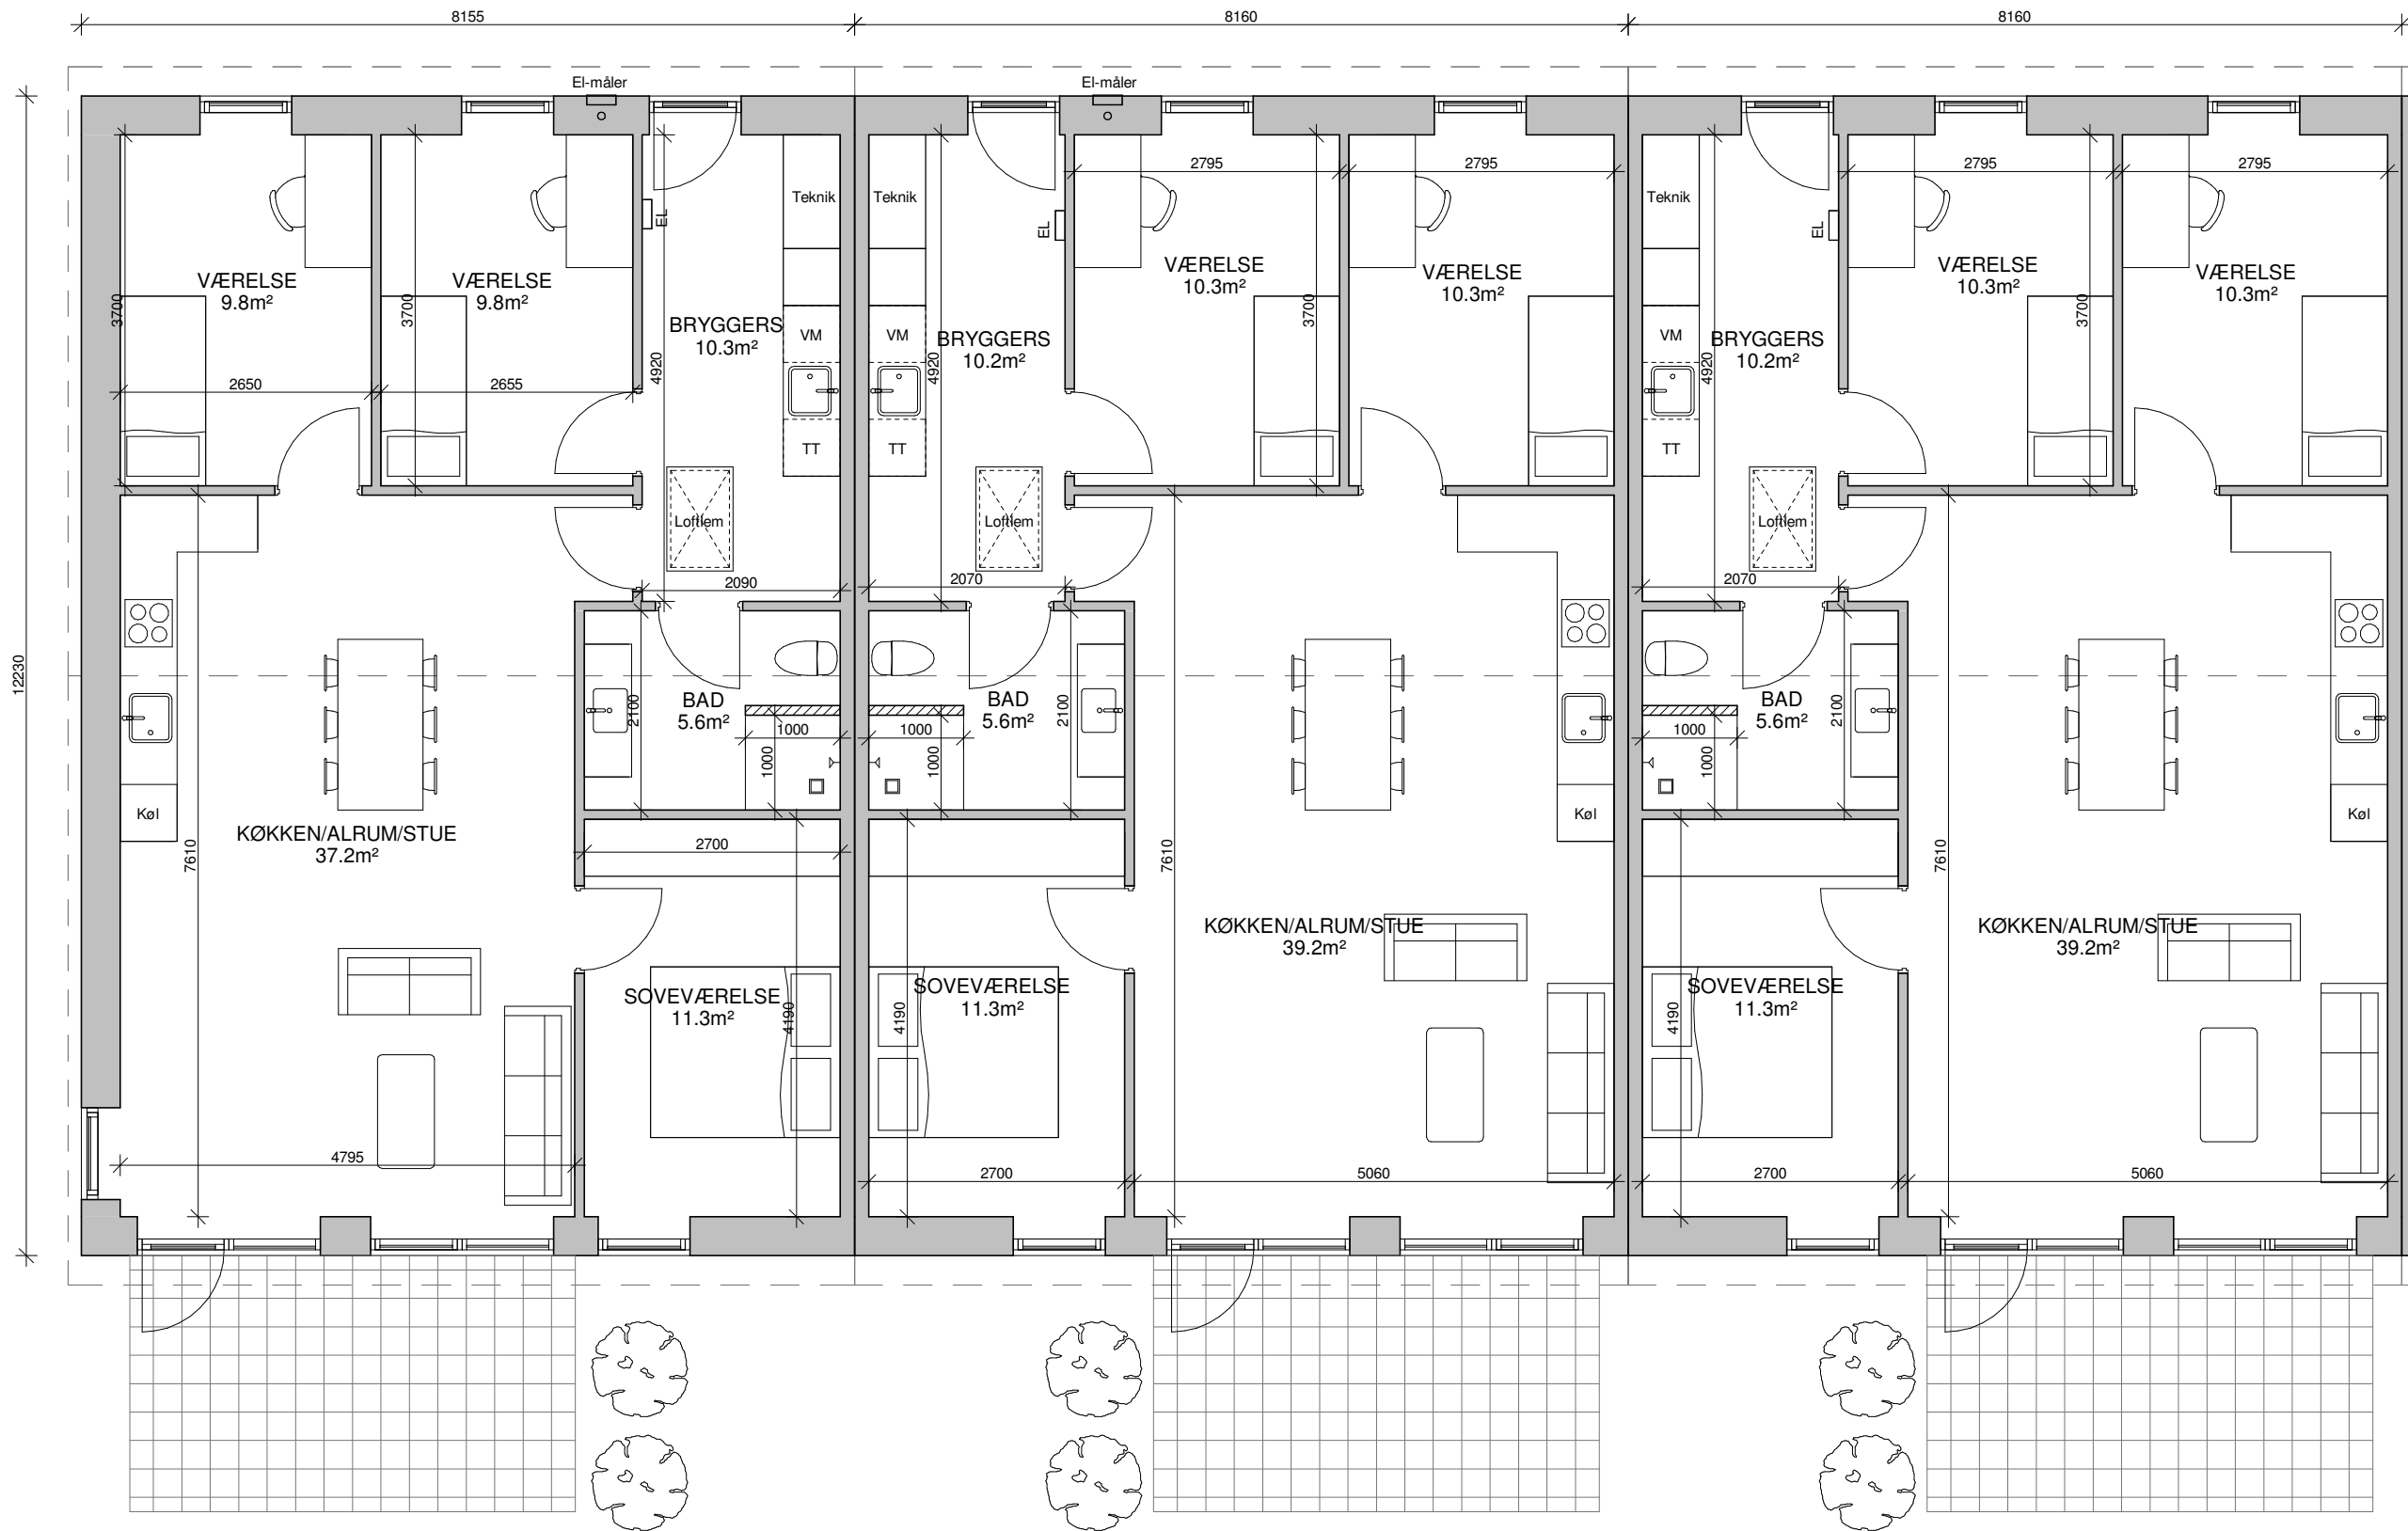 8155
8160
8160
El-måler
El-måler
12230
VÆRELSE
9.8m²
3700
2650
VÆRELSE
9.8m²
3700
2655
EL
Teknik
BRYGGERS
10.3m²
VM
4920
TT
Loftlem
2090
Teknik
BRYGGERS
10.2m²
VM
4920
TT
Loftlem
2070
EL
2795
VÆRELSE
10.3m²
3700
2795
VÆRELSE
10.3m²
Teknik
BRYGGERS
10.2m²
VM
4920
TT
Loftlem
2070
EL
2795
VÆRELSE
10.3m²
3700
2795
VÆRELSE
10.3m²
Køl
KØKKEN/ALRUM/STUE
37.2m²
7610
4795
BAD
5.6m²
2100
1000
1000
2700
SOVEVÆRELSE
11.3m²
4190
BAD
5.6m²
2100
1000
1000
SOVEVÆRELSE
11.3m²
4190
2700
Køl
7610
KØKKEN/ALRUM/STUE
39.2m²
5060
BAD
5.6m²
2100
1000
1000
SOVEVÆRELSE
11.3m²
4190
2700
Køl
7610
KØKKEN/ALRUM/STUE
39.2m²
5060